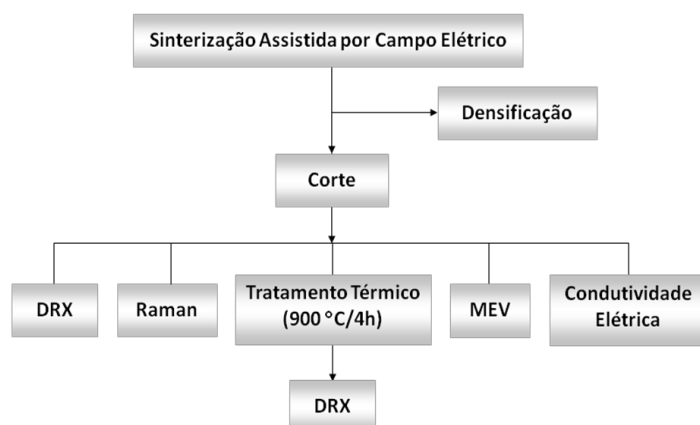 Sinterização Assistida por Campo Elétrico
Densificação
Corte
DRX
Raman
Tratamento Térmico
(900 °C/4h)
MEV
Condutividade
Elétrica
DRX